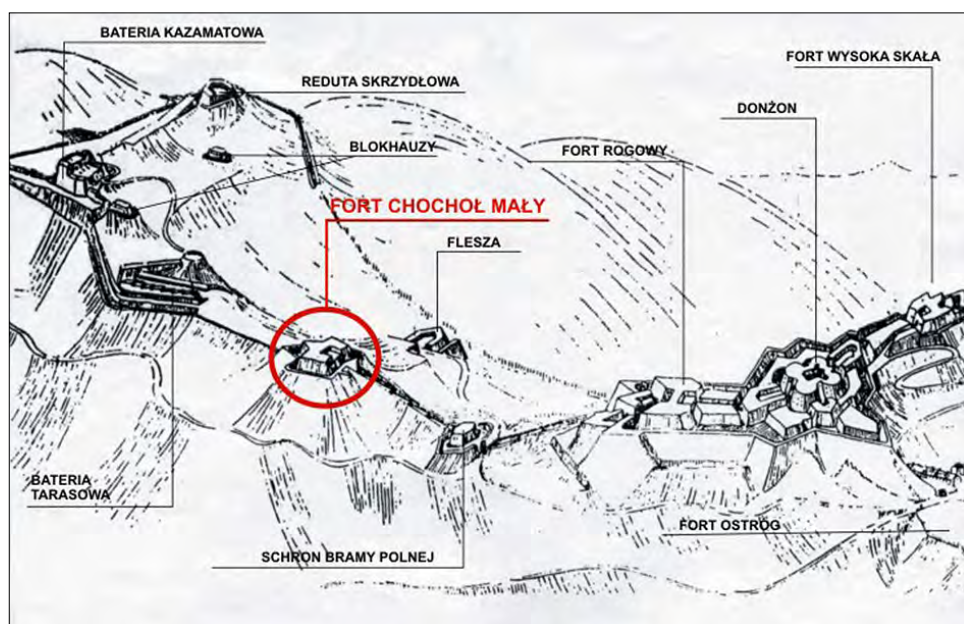 BATERIA KAZAMATOWA
FORT WYSOKA SKAŁA
REDUTA SKRZYDŁOWA
DONŻON
BLOKHAUZY
FORT ROGOWY
FORT CHOCHOŁ MAŁY
FLESZA
BATERIA
TARASOWA
FORT OSTRÓG
SCHRON BRAMY POLNEJ